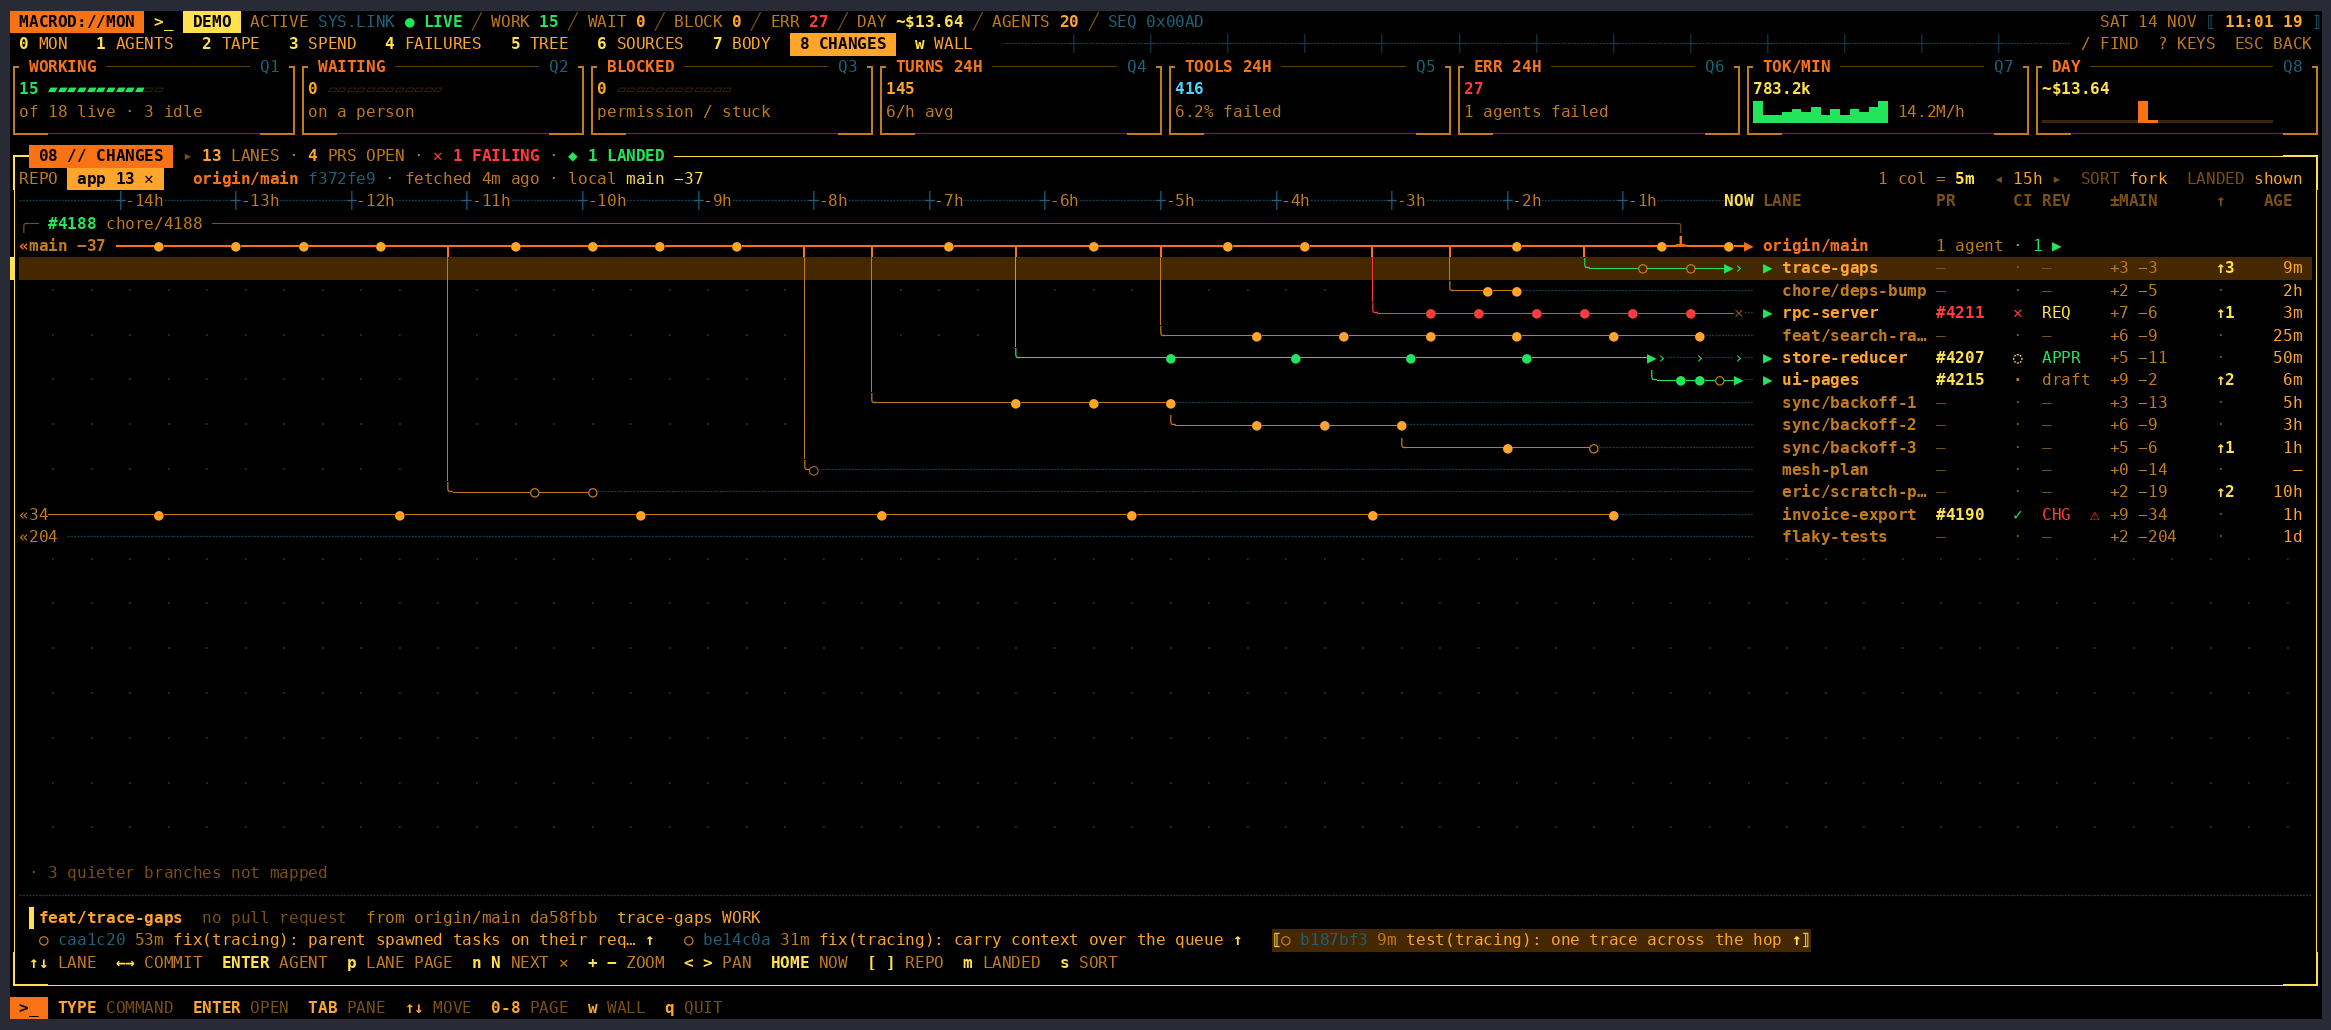 MACROD://MON >_ DEMO ACTIVE SYS.LINK ● LIVE / WORK 15 / WAIT 0 / BLOCK 0 / ERR 27 / DAY ~$13.64 / AGENTS 20 / SEQ 0x00AD SAT 14 NOV ⟦ 11:01 19 ⟧
0 MON 1 AGENTS 2 TAPE 3 SPEND 4 FAILURES 5 TREE 6 SOURCES 7 BODY 8 CHANGES w WALL / FIND ? KEYS ESC BACK
WORKING Q1 WAITING Q2 BLOCKED Q3 TURNS 24H Q4 TOOLS 24H Q5 ERR 24H Q6 TOK/MIN Q7 DAY Q8
15 0 0 145 416 27 783.2k ~$13.64
of 18 live · 3 idle on a person permission / stuck 6/h avg 6.2% failed 1 agents failed 14.2M/h
08 // CHANGES ▸ 13 LANES · 4 PRS OPEN · × 1 FAILING · ◆ 1 LANDED
REPO app 13 × origin/main f372fe9 · fetched 4m ago · local main −37 1 col = 5m ◂ 15h ▸ SORT fork LANDED shown
-14h -13h -12h -11h -10h -9h -8h -7h -6h -5h -4h -3h -2h -1h NOW LANE PR CI REV ±MAIN ↑ AGE
#4188 chore/4188
«main −37 origin/main 1 agent · 1 ▶
▶ trace-gaps — · — +3 −3 ↑3 9m
chore/deps-bump — · — +2 −5 · 2h
▶ rpc-server #4211 × REQ +7 −6 ↑1 3m
feat/search-ra… — · — +6 −9 · 25m
▶ store-reducer #4207 ◌ APPR +5 −11 · 50m
▶ ui-pages #4215 · draft +9 −2 ↑2 6m
sync/backoff-1 — · — +3 −13 · 5h
sync/backoff-2 — · — +6 −9 · 3h
sync/backoff-3 — · — +5 −6 ↑1 1h
mesh-plan — · — +0 −14 · —
eric/scratch-p… — · — +2 −19 ↑2 10h
«34 invoice-export #4190 ✓ CHG ⚠ +9 −34 · 1h
«204 flaky-tests — · — +2 −204 · 1d
· 3 quieter branches not mapped
feat/trace-gaps no pull request from origin/main da58fbb trace-gaps WORK
○ caa1c20 53m fix(tracing): parent spawned tasks on their req… ↑ ○ be14c0a 31m fix(tracing): carry context over the queue ↑ ⟦○ b187bf3 9m test(tracing): one trace across the hop ↑⟧
↑↓ LANE ←→ COMMIT ENTER AGENT p LANE PAGE n N NEXT × + − ZOOM < > PAN HOME NOW [ ] REPO m LANDED s SORT
>_ TYPE COMMAND ENTER OPEN TAB PANE ↑↓ MOVE 0-8 PAGE w WALL q QUIT